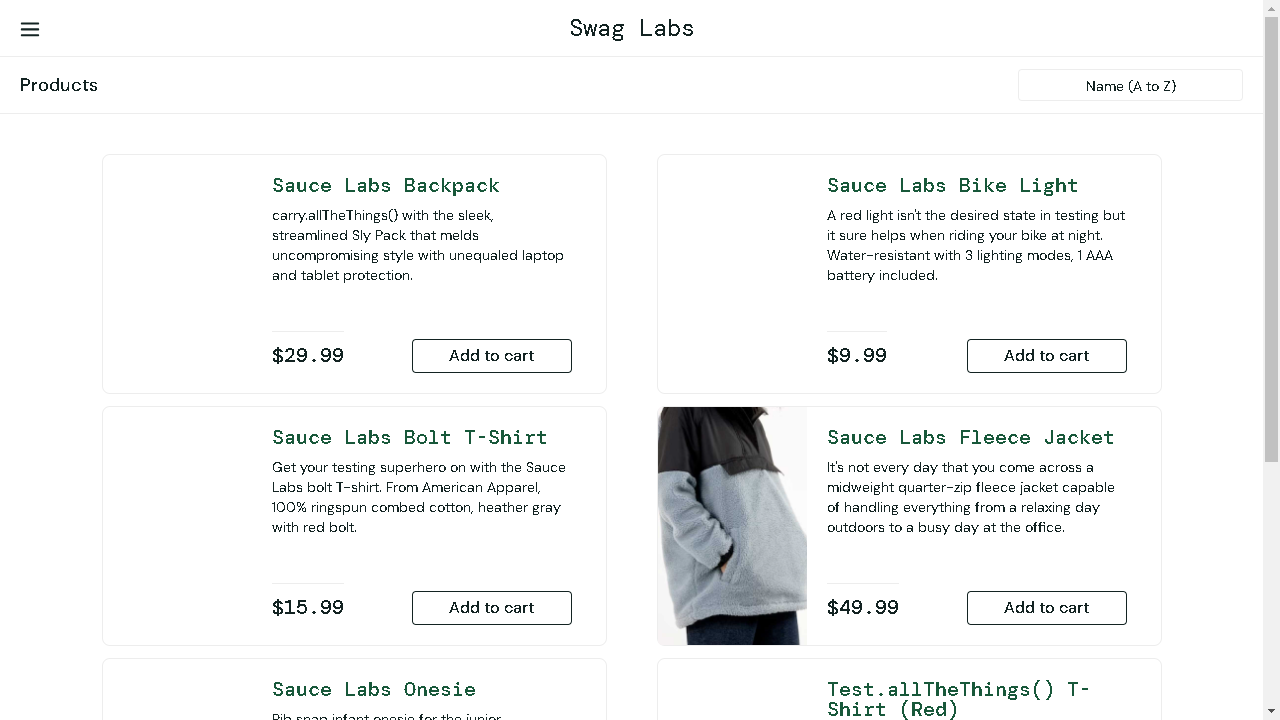 Swag Labs
Products
Name (A to Z)
Sauce Labs Backpack
carry.allTheThings() with the sleek,
streamlined Sly Pack that melds
uncompromising style with unequaled laptop
and tablet protection.
$29.99
Add to cart
Sauce Labs Bike Light
A red light isn't the desired state in testing but
it sure helps when riding your bike at night.
Water-resistant with 3 lighting modes, 1 AAA
battery included.
$9.99
Add to cart
Sauce Labs Bolt T-Shirt
Get your testing superhero on with the Sauce
Labs bolt T-shirt. From American Apparel,
100% ringspun combed cotton, heather gray
with red bolt.
$15.99
Add to cart
Sauce Labs Fleece Jacket
It's not every day that you come across a
midweight quarter-zip fleece jacket capable
of handling everything from a relaxing day
outdoors to a busy day at the office.
$49.99
Add to cart
Sauce Labs Onesie
Rib snap infant onesie for the junior
Test.allTheThings() T-
Shirt (Red)